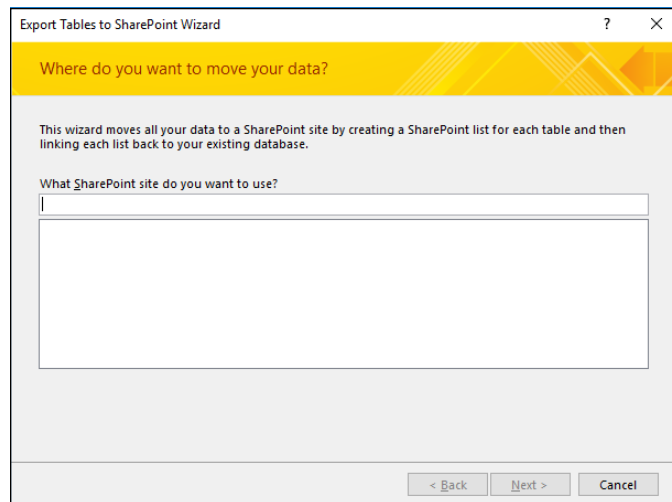 Export Tables to SharePoint Wizard ? ×
Where do you want to move your data?
This wizard moves all your data to a SharePoint site by creating a SharePoint list for each table and then
linking each list back to your existing database.
What SharePoint site do you want to use?
< Back Next > Cancel